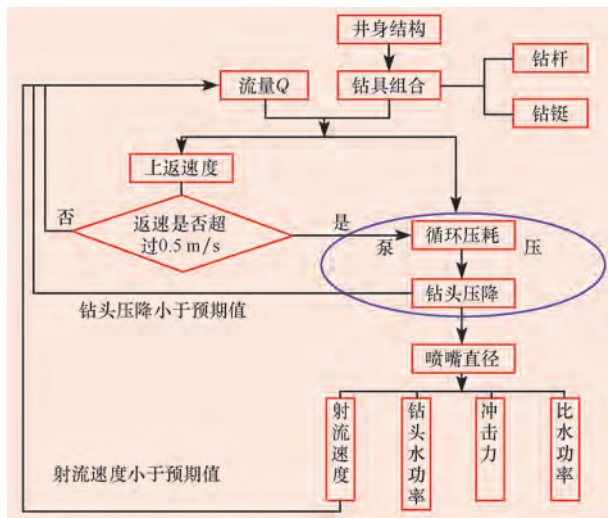 井身结构
流量Q
钻具组合
钻杆
钻铤
上返速度
否
返速是否超
过0.5 m/s
是
泵
循环压耗
压
钻头压降
钻头压降小于预期值
喷嘴直径
射流速度
钻头水功率
冲击力
比水功率
射流速度小于预期值